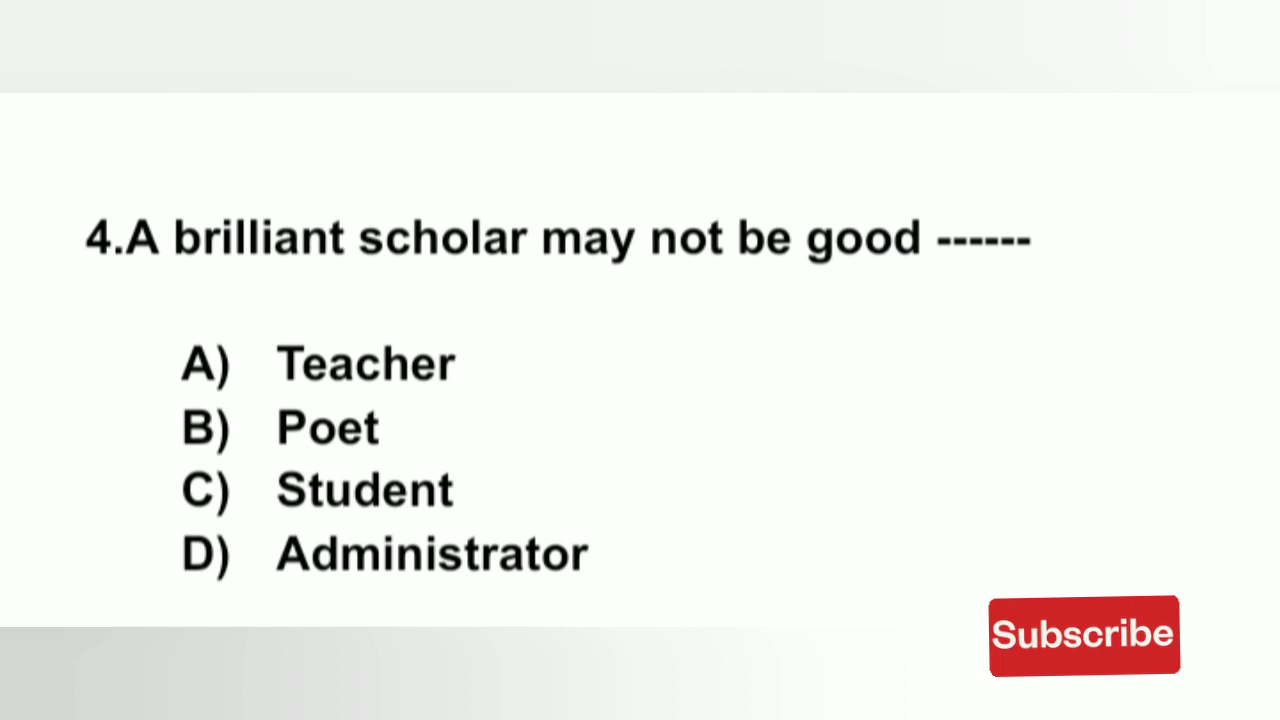 4.A brilliant scholar may not be good ------
A) Teacher
B) Poet
C) Student
D) Administrator
Subscribe